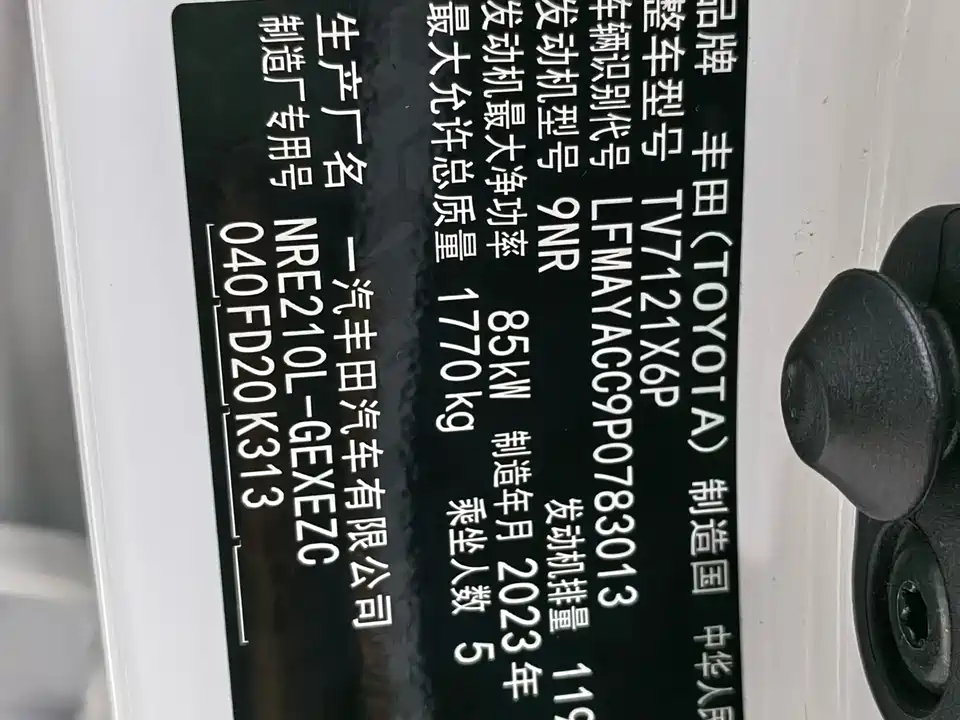 品牌 丰田(TOYOTA) 制造国 中华人民
整车型号 TV7121X6P
车辆识别代号 LFMAYACC9P0783013
发动机型号 9NR 发动机排量 119
发动机最大净功率 85kW 制造年月 2023年
最大允许总质量 1770kg 乘坐人数 5
生产厂名 一汽丰田汽车有限公司
制造厂专用号 NRE210L-GEXEZC
040FD20K313